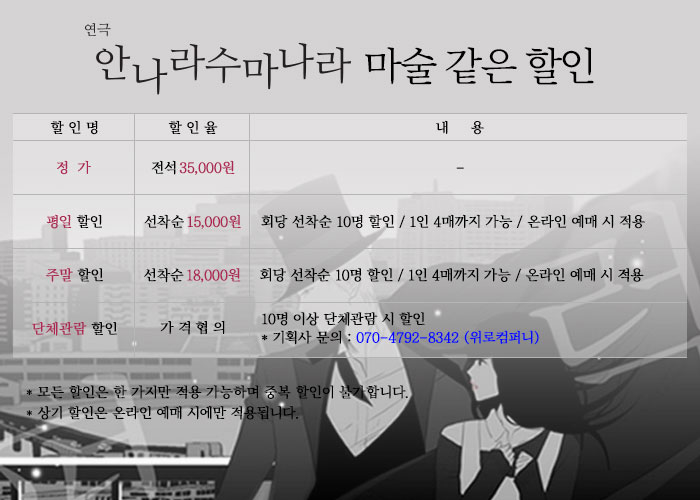 연극
안나라수마나라 마술 같은 할인
할인명 할인율 내 용
정 가 전석 35,000원 -
평일 할인 선착순 15,000원 회당 선착순 10명 할인 / 1인 4매까지 가능 / 온라인 예매 시 적용
주말 할인 선착순 18,000원 회당 선착순 10명 할인 / 1인 4매까지 가능 / 온라인 예매 시 적용
단체관람 할인 가격협의 10명 이상 단체관람 시 할인
* 기획사 문의 : 070-4792-8342 (위로컴퍼니)
* 모든 할인은 한 가지만 적용 가능하며 중복 할인이 불가합니다.
* 상기 할인은 온라인 예매 시에만 적용됩니다.